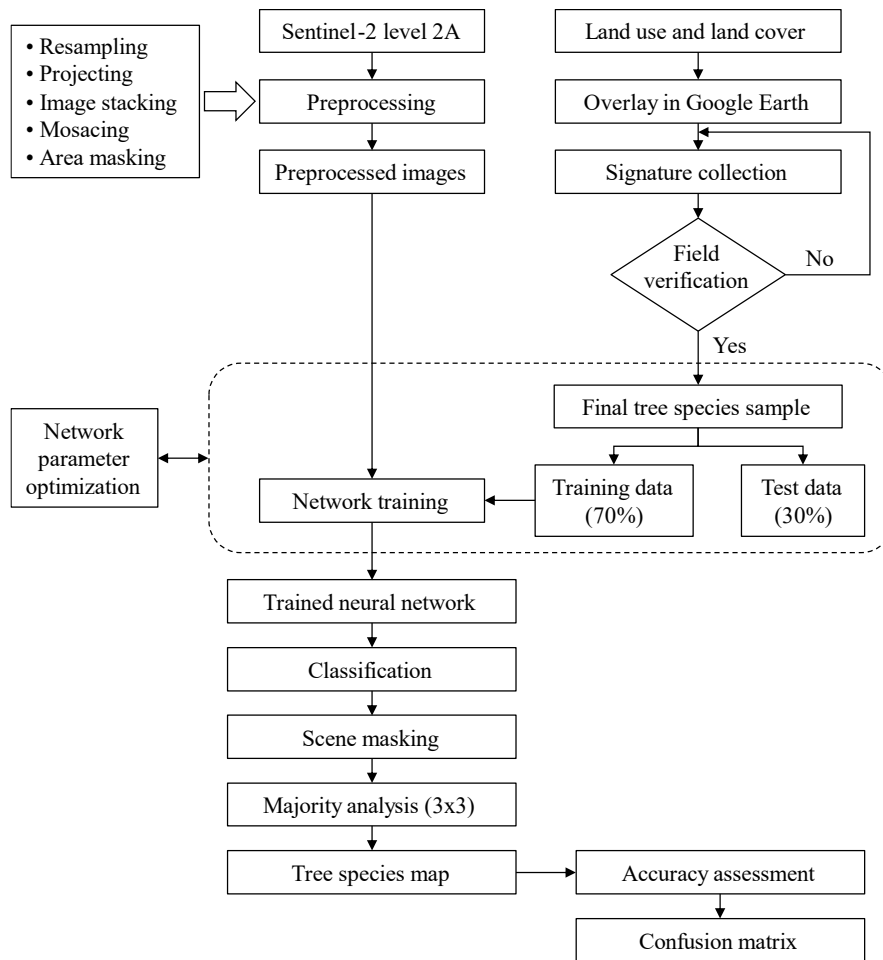 • Resampling
• Projecting
• Image stacking
• Mosacing
• Area masking
Sentinel-2 level 2A
Preprocessing
Preprocessed images
Land use and land cover
Overlay in Google Earth
Signature collection
Field
verification
No
Yes
Final tree species sample
Network
parameter
optimization
Network training
Training data
(70%)
Test data
(30%)
Trained neural network
Classification
Scene masking
Majority analysis (3x3)
Tree species map
Accuracy assessment
Confusion matrix